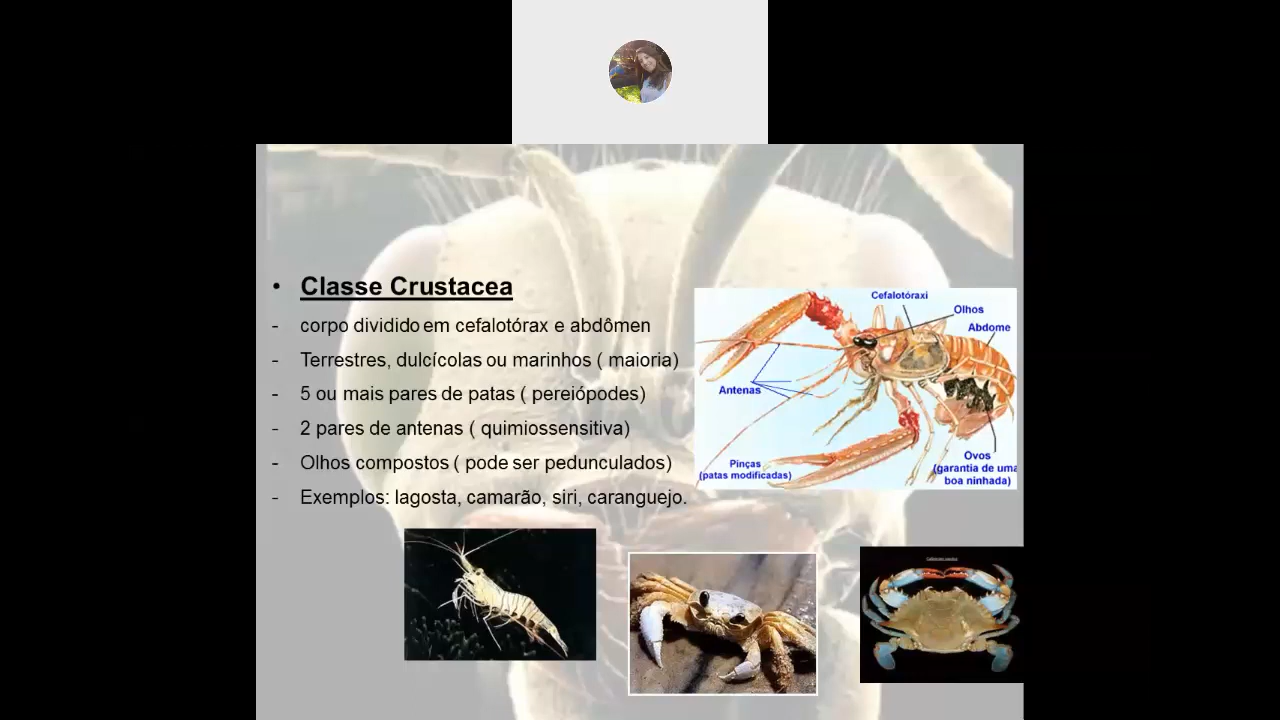 • Classe Crustacea
- corpo dividido em cefalotórax e abdômen
- Terrestres, dulcícolas ou marinhos ( maioria)
- 5 ou mais pares de patas ( pereiópodes)
- 2 pares de antenas ( quimiossensitiva)
- Olhos compostos ( pode ser pedunculados)
- Exemplos: lagosta, camarão, siri, caranguejo.
Cefalotóraxi
Olhos
Abdome
Antenas
Pinças
(patas modificadas)
Ovos
(garantia de uma
boa ninhada)